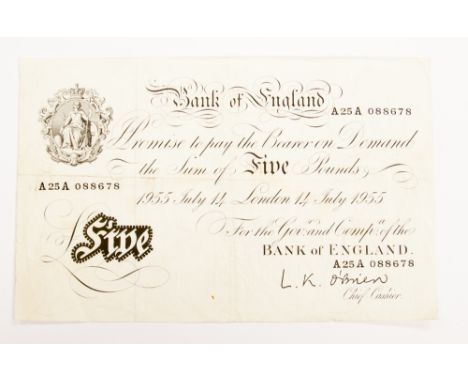 Bank of England
A25A 088678
Promise to pay the Bearer on Demand
the Sum of Five Pounds
A25A 088678
1955 July 14 London 14 July 1955
For the Govr. and Compa. of the
Five
BANK of ENGLAND.
A25A 088678
L. K. O'Brien
Chief Cashier.